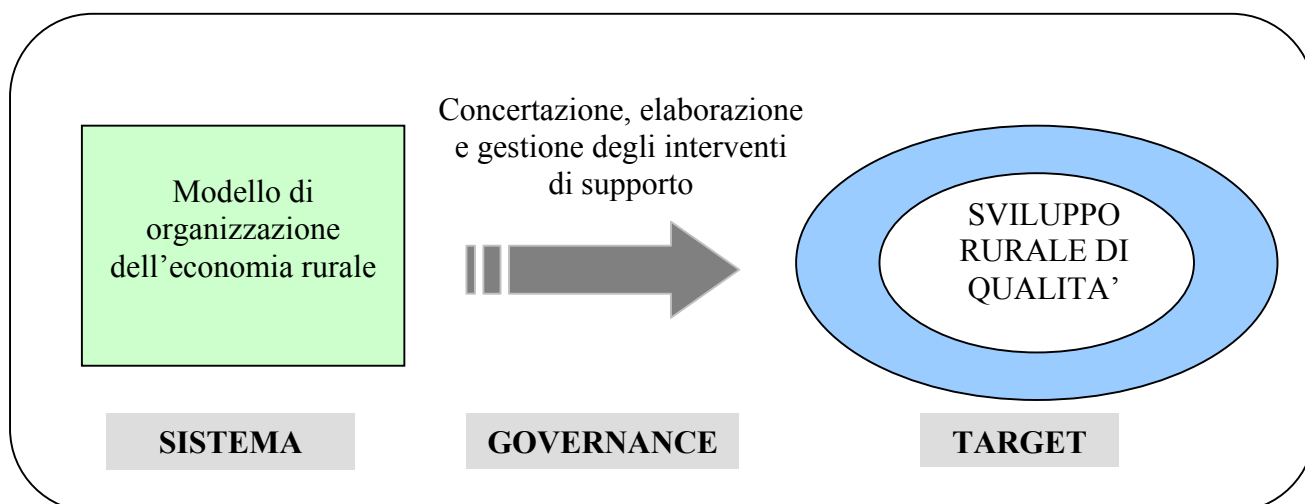 Concertazione, elaborazione
e gestione degli interventi
di supporto
Modello di
organizzazione
dell’economia rurale
SVILUPPO
RURALE DI
QUALITA’
SISTEMA
GOVERNANCE
TARGET